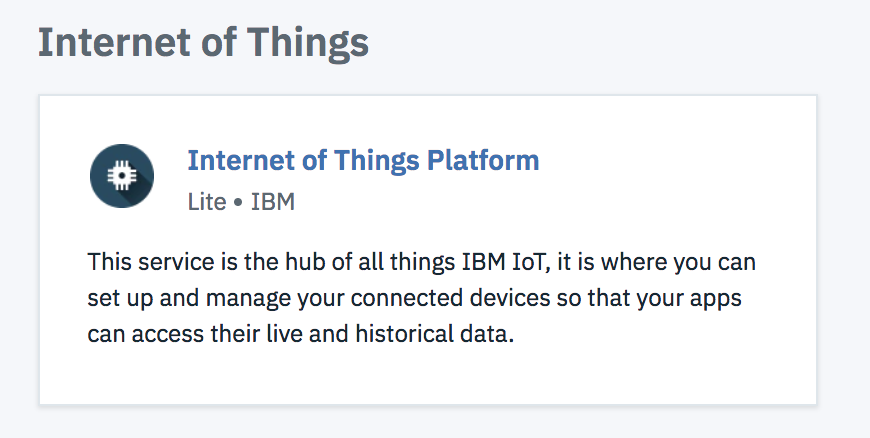 Internet of Things
Internet of Things Platform
Lite • IBM
This service is the hub of all things IBM IoT, it is where you can
set up and manage your connected devices so that your apps
can access their live and historical data.